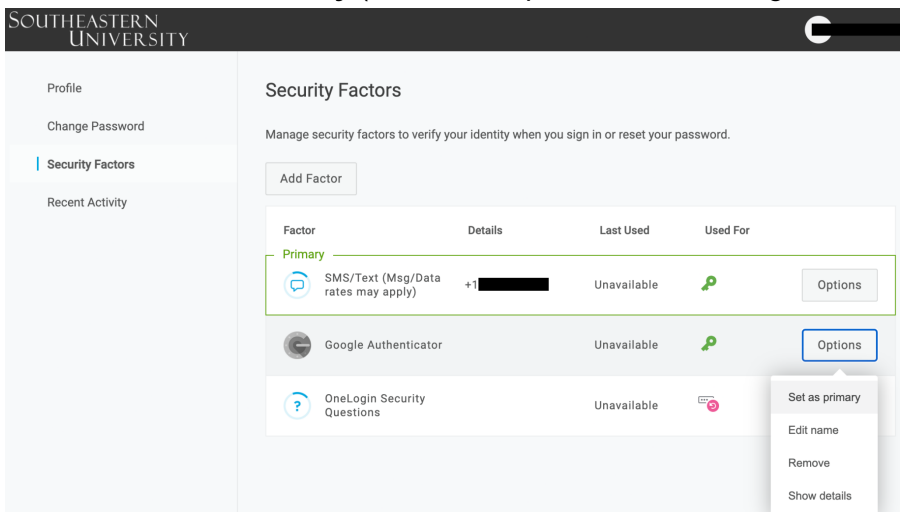 SOUTHEASTERN
UNIVERSITY
Profile
Change Password
Security Factors
Recent Activity
Security Factors
Manage security factors to verify your identity when you sign in or reset your password.
Add Factor
Factor Details Last Used Used For
Primary
SMS/Text (Msg/Data
rates may apply) +1 Unavailable Options
Google Authenticator Unavailable Options
OneLogin Security
Questions Unavailable
Set as primary
Edit name
Remove
Show details